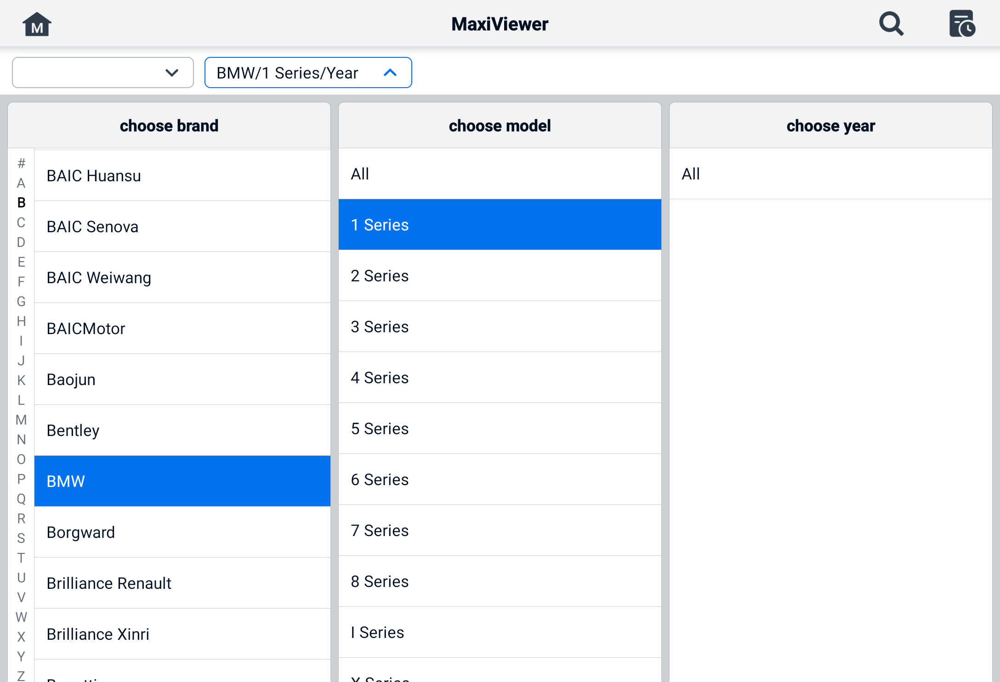 M
MaxiViewer
BMW/1 Series/Year
choose brand
choose model
choose year
#
A
B
C
D
E
F
G
H
I
J
K
L
M
N
O
P
Q
R
S
T
U
V
W
X
Y
Z
BAIC Huansu
BAIC Senova
BAIC Weiwang
BAICMotor
Baojun
Bentley
BMW
Borgward
Brilliance Renault
Brilliance Xinri
All
1 Series
2 Series
3 Series
4 Series
5 Series
6 Series
7 Series
8 Series
I Series
X Series
All